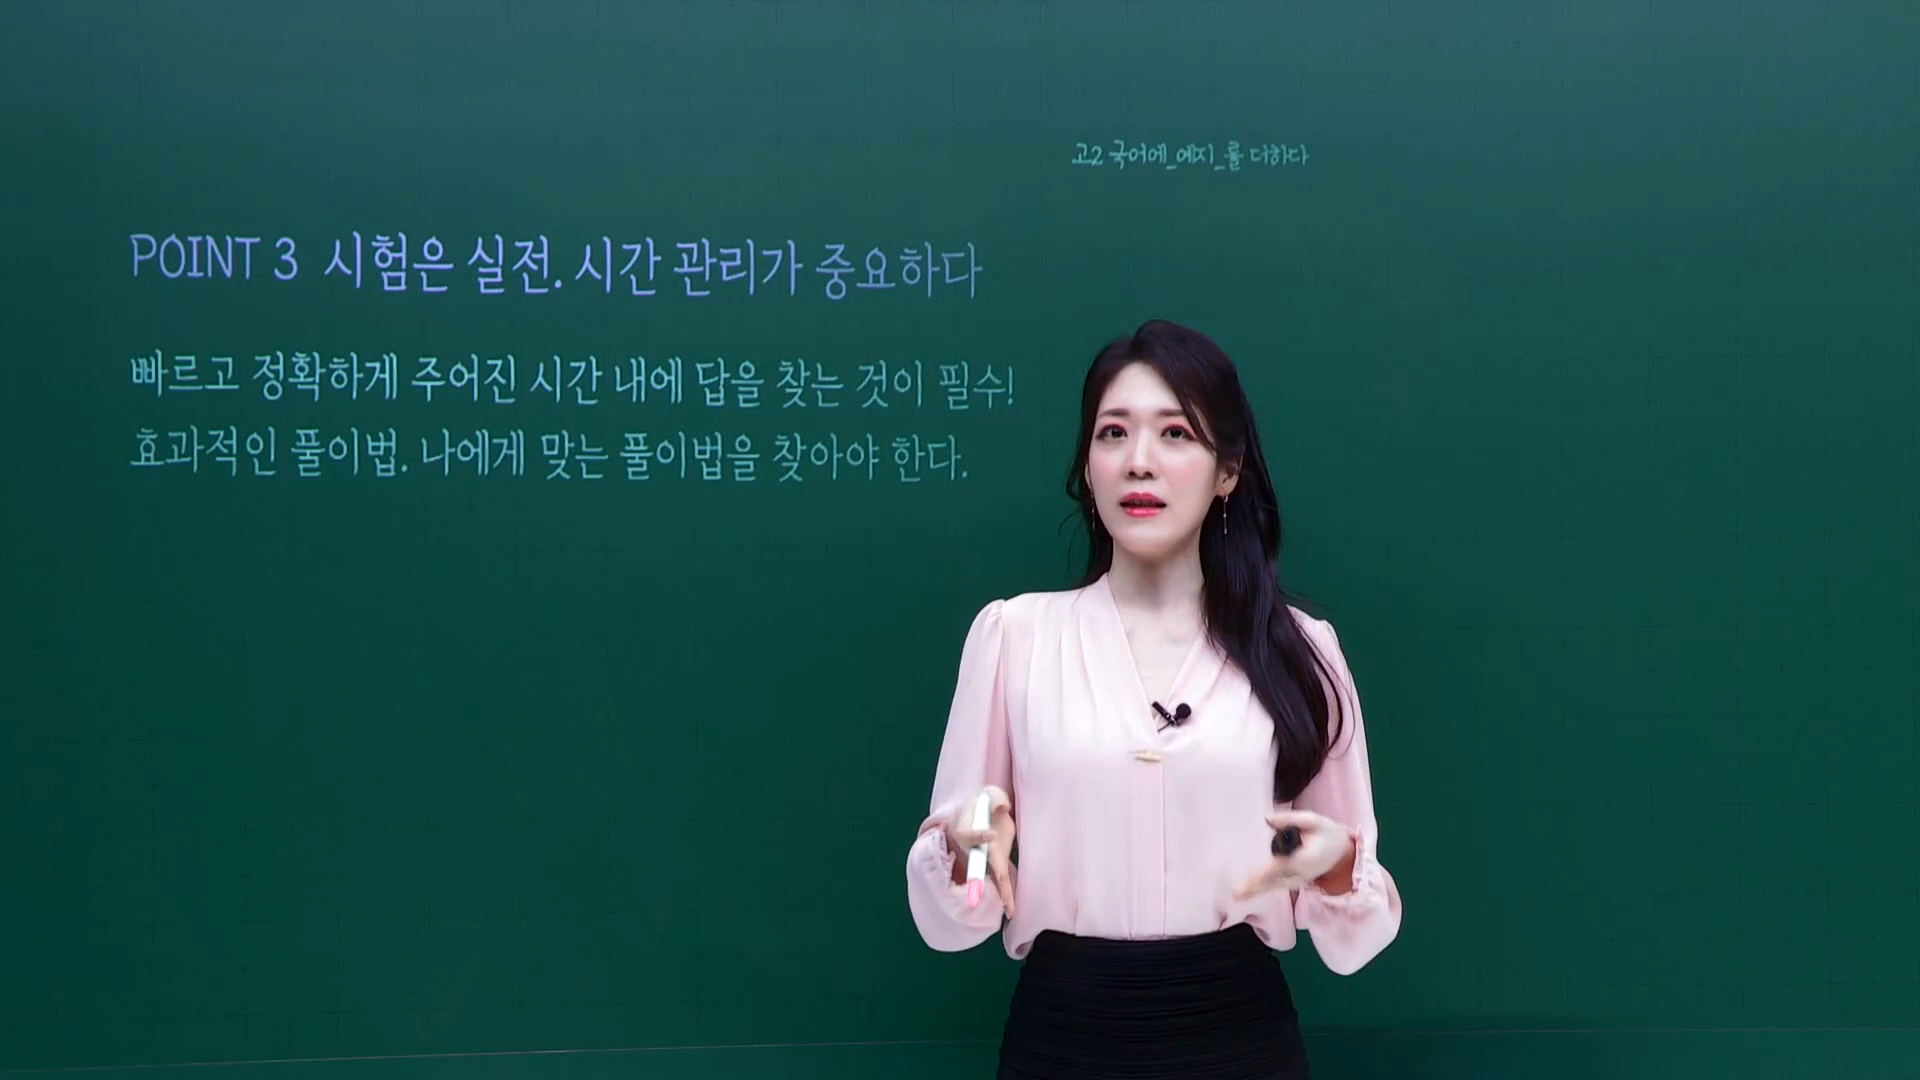 고2 국어에_예지_를 더하다
POINT 3 시험은 실전. 시간 관리가 중요하다
빠르고 정확하게 주어진 시간 내에 답을 찾는 것이 필수!
효과적인 풀이법. 나에게 맞는 풀이법을 찾아야 한다.